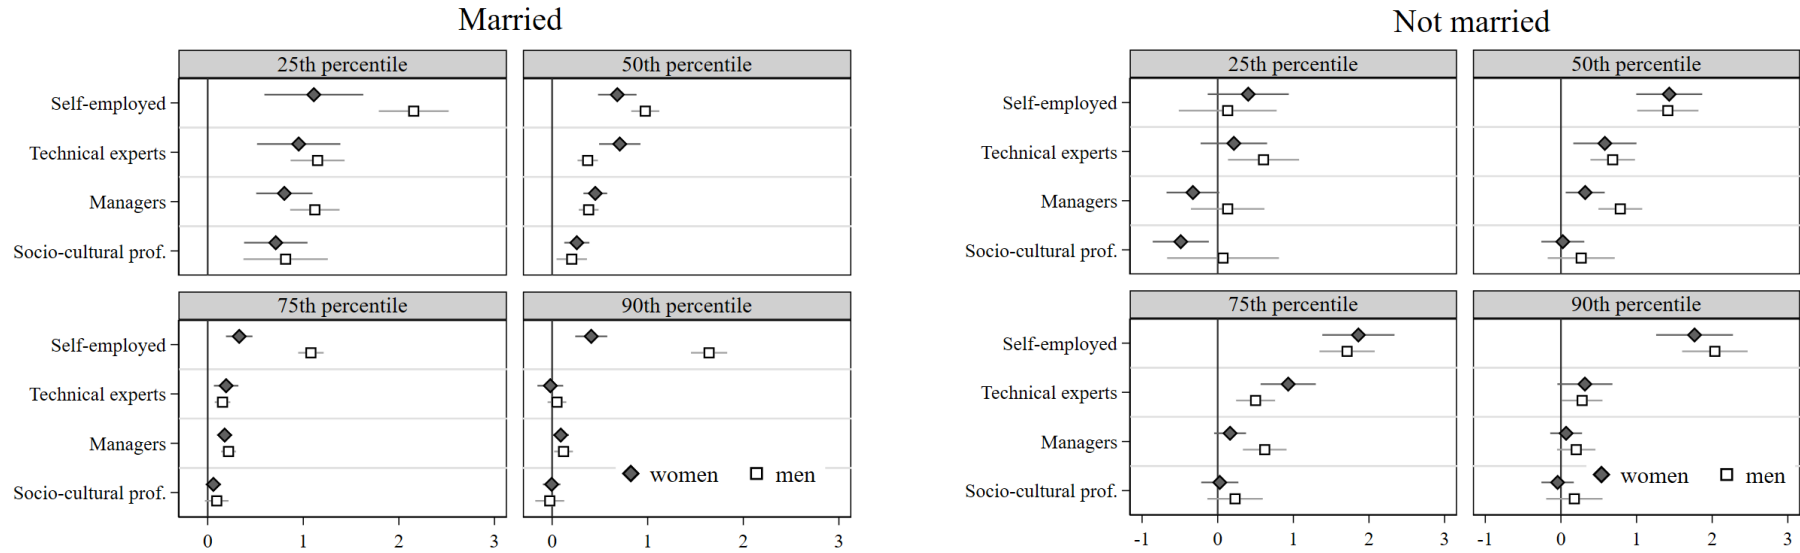 Married
25th percentile
50th percentile
Self-employed
Technical experts
Managers
Socio-cultural prof.
75th percentile
90th percentile
Self-employed
Technical experts
Managers
Socio-cultural prof.
women
men
0 1 2 3
0 1 2 3
Not married
25th percentile
50th percentile
Self-employed
Technical experts
Managers
Socio-cultural prof.
75th percentile
90th percentile
Self-employed
Technical experts
Managers
Socio-cultural prof.
women
men
-1 0 1 2 3
-1 0 1 2 3